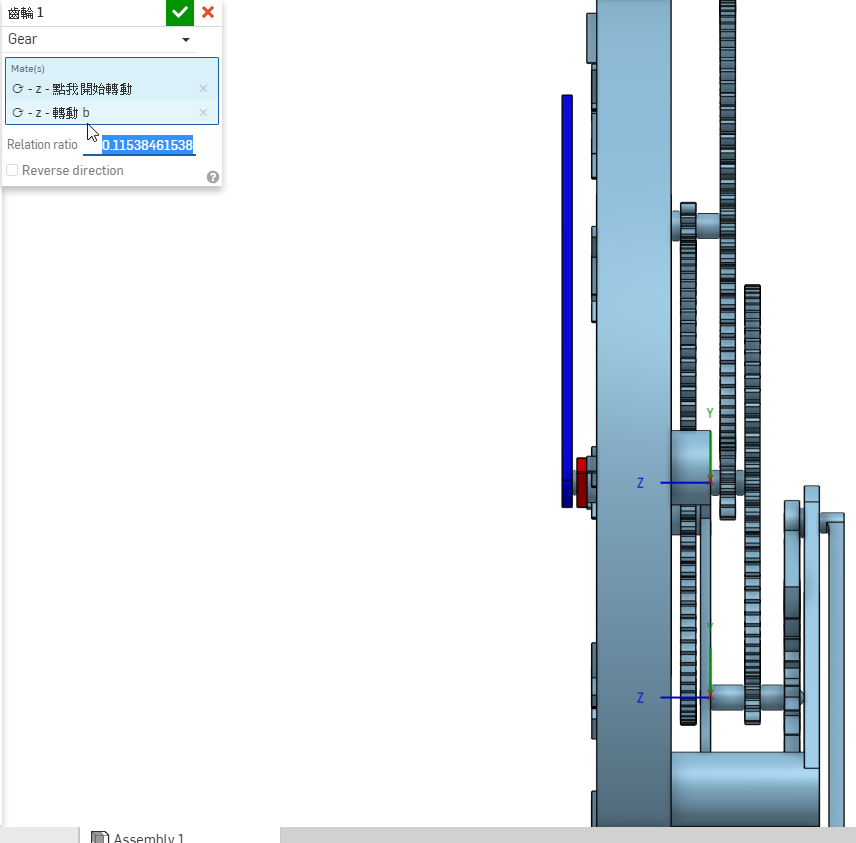 齒輪 1
Gear
Mate(s)
- z - 點我開始轉動
- z - 轉動 b
Relation ratio 0.11538461538
Reverse direction
Y
Z
X
Y
Z
X
Assembly 1